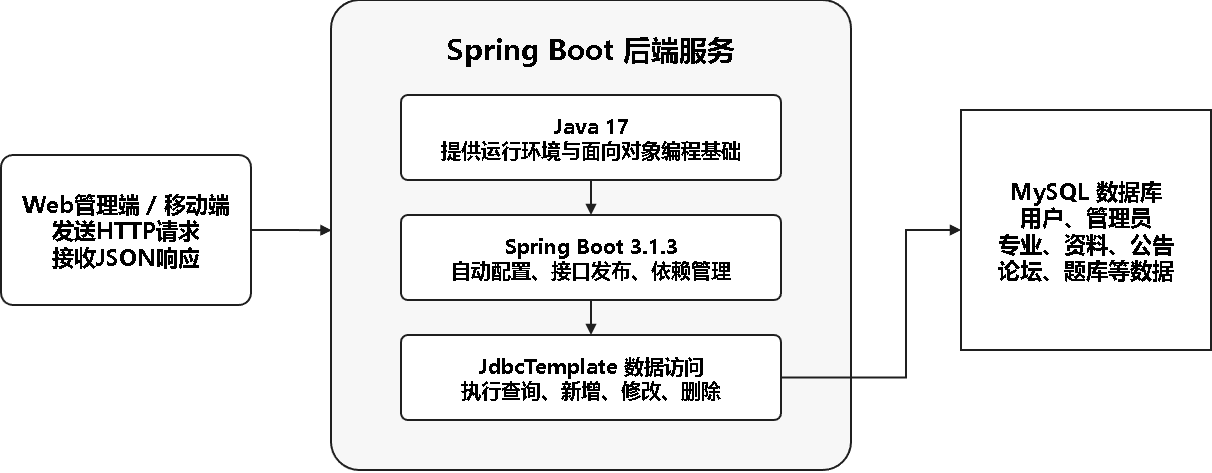 Spring Boot 后端服务
Java 17
提供运行环境与面向对象编程基础
Web管理端 / 移动端
发送HTTP请求
接收JSON响应
Spring Boot 3.1.3
自动配置、接口发布、依赖管理
JdbcTemplate 数据访问
执行查询、新增、修改、删除
MySQL 数据库
用户、管理员
专业、资料、公告
论坛、题库等数据